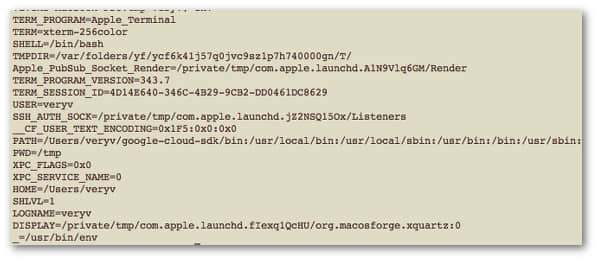 TERM_PROGRAM=Apple_Terminal
TERM=xterm-256color
SHELL=/bin/bash
TMPDIR=/var/folders/yf/ycf6k41j57q0jvc9sz1p7h740000gn/T/
Apple_PubSub_Socket_Render=/private/tmp/com.apple.launchd.A1N9Vlq6GM/Render
TERM_PROGRAM_VERSION=343.7
TERM_SESSION_ID=4D14E640-346C-4B29-9CB2-DD0461DC8629
USER=veryv
SSH_AUTH_SOCK=/private/tmp/com.apple.launchd.jZ2NSQ15Ox/Listeners
__CF_USER_TEXT_ENCODING=0x1F5:0x0:0x0
PATH=/Users/veryv/google-cloud-sdk/bin:/usr/local/bin:/usr/local/sbin:/usr/bin:/bin:/usr/sbin:
PWD=/tmp
XPC_FLAGS=0x0
XPC_SERVICE_NAME=0
HOME=/Users/veryv
SHLVL=1
LOGNAME=veryv
DISPLAY=/private/tmp/com.apple.launchd.fIexq1QcHU/org.macosforge.xquartz:0
_=/usr/bin/env